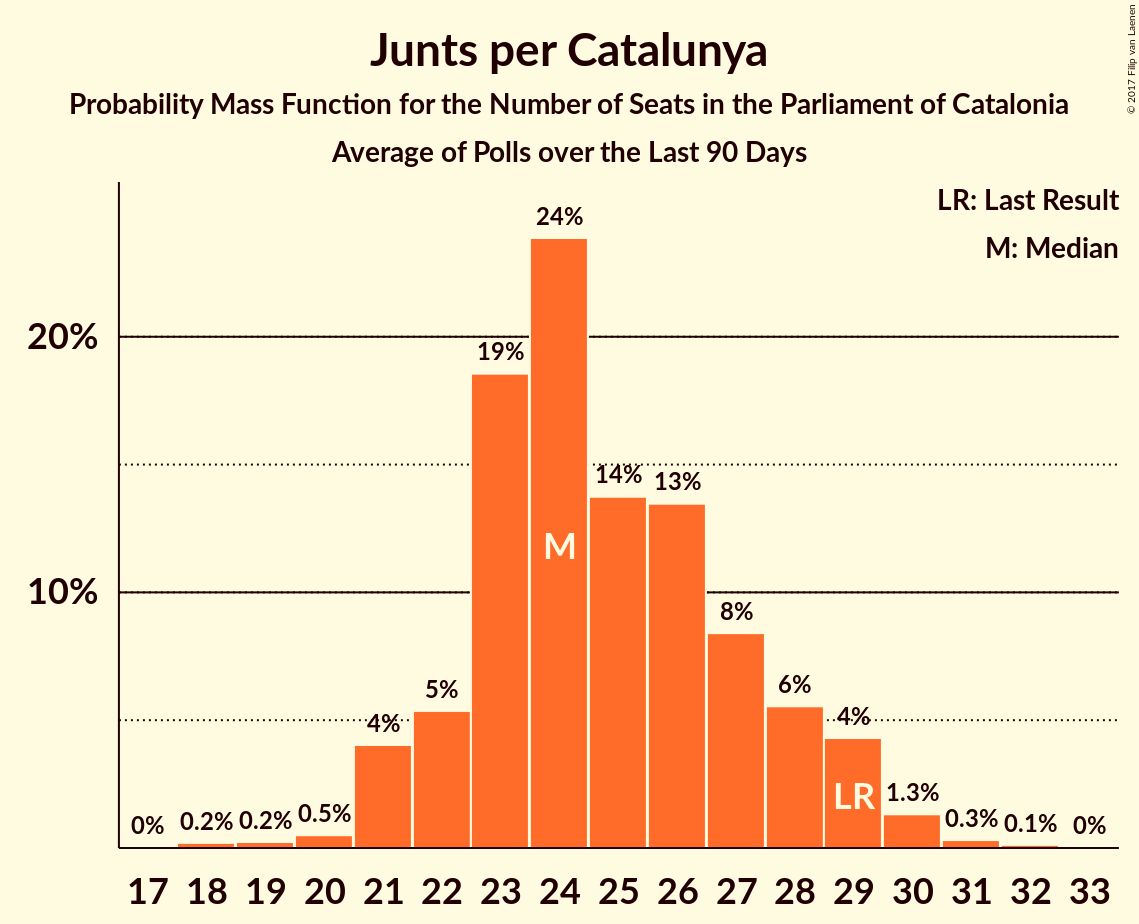 Junts per Catalunya
Probability Mass Function for the Number of Seats in the Parliament of Catalonia
Average of Polls over the Last 90 Days
© 2017 Filip van Laenen
LR: Last Result
M: Median
20%
10%
0%
0.2%
0.2%
0.5%
4%
5%
19%
24%
14%
13%
8%
6%
4%
1.3%
0.3%
0.1%
0%
M
LR
17 18 19 20 21 22 23 24 25 26 27 28 29 30 31 32 33